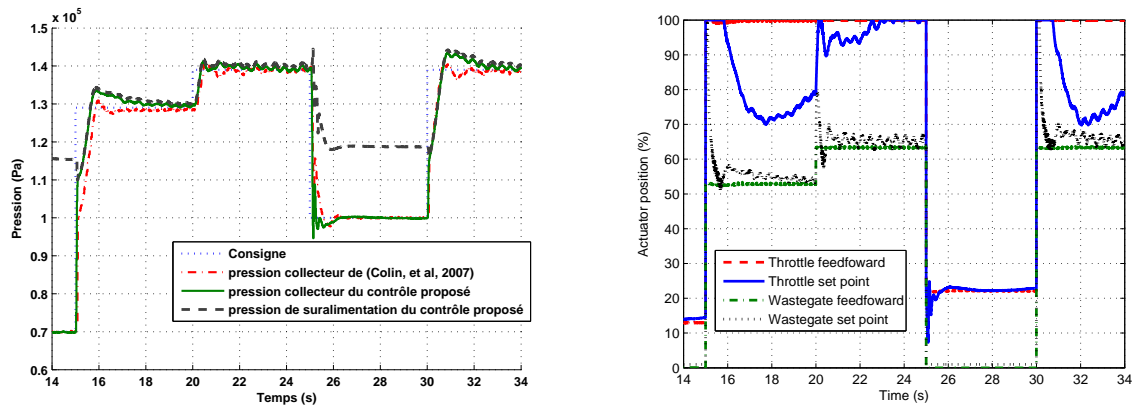 x 10⁵
1.5
1.4
1.3
1.2
1.1
1
0.9
0.8
0.7
0.6
Pression (Pa)
14 16 18 20 22 24 26 28 30 32 34
Temps (s)
Consigne
pression collecteur de (Colin, et al, 2007)
pression collecteur du contrôle proposé
pression de suralimentation du contrôle proposé
100
90
80
70
60
50
40
30
20
10
0
Actuator position (%)
14 16 18 20 22 24 26 28 30 32 34
Time (s)
Throttle feedfoward
Throttle set point
Wastegate feedfoward
Wastegate set point